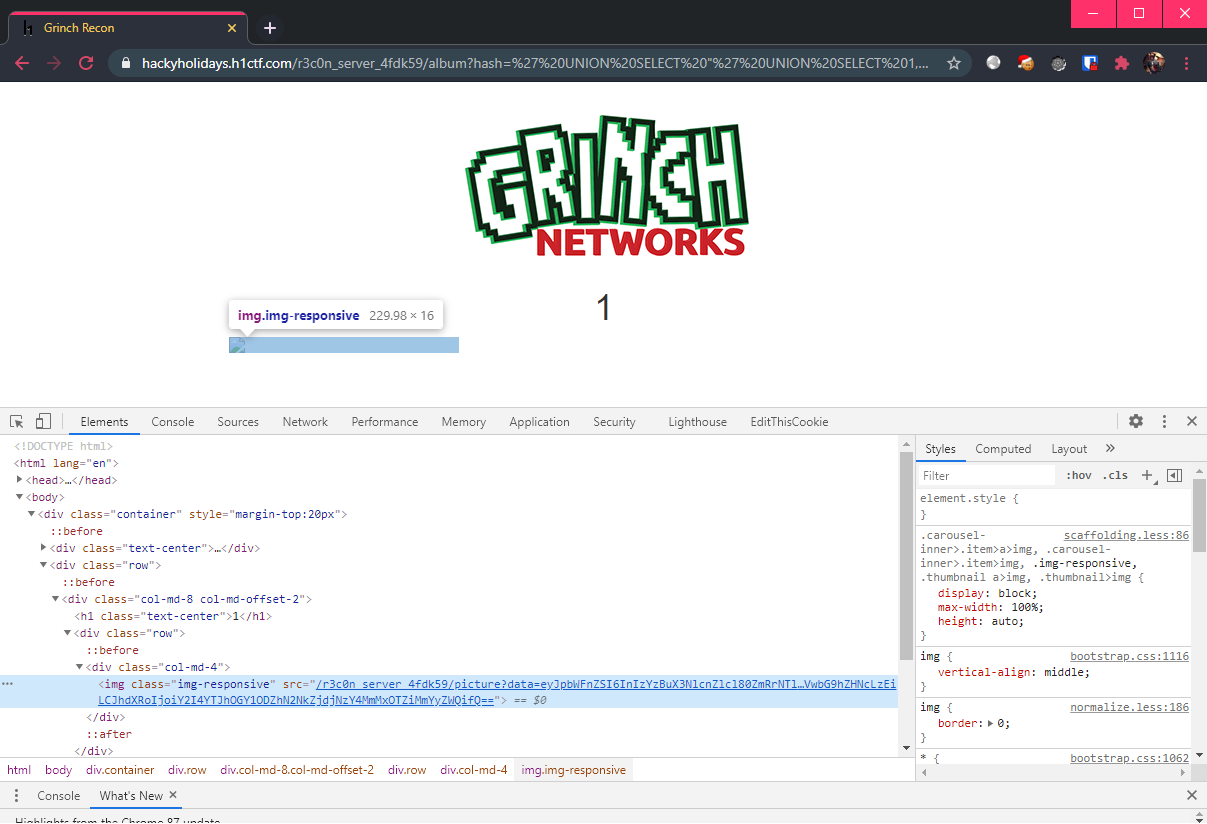 Grinch Recon
hackyholidays.h1ctf.com/r3c0n_server_4fdk59/album?hash=%27%20UNION%20SELECT%20"%27%20UNION%20SELECT%201,...
GRINCH
NETWORKS
1
img.img-responsive 229.98 × 16
Elements Console Sources Network Performance Memory Application Security Lighthouse EditThisCookie
<!DOCTYPE html>
<html lang="en">
<head>…</head>
<body>
<div class="container" style="margin-top:20px">
::before
<div class="text-center">…</div>
<div class="row">
::before
<div class="col-md-8 col-md-offset-2">
<h1 class="text-center">1</h1>
<div class="row">
::before
<div class="col-md-4">
<img class="img-responsive" src="/r3c0n_server_4fdk59/picture?data=eyJpbWFnZSI6InIzYzBuX3NlcnZlcl80ZmRrNTl…VwbG9hZHNcLzEi
LCJhdXRoIjoiY2I4YTJhOGY1ODZhN2NkZjdjNzY4MmMxOTZiMmYyZWQifQ=="> == $0
</div>
::after
</div>
Styles Computed Layout »
Filter :hov .cls +
element.style {
}
.carousel- scaffolding.less:86
inner>.item>a>img, .carousel-
inner>.item>img, .img-responsive,
.thumbnail a>img, .thumbnail>img {
display: block;
max-width: 100%;
height: auto;
}
img { bootstrap.css:1116
vertical-align: middle;
}
img { normalize.less:186
border: 0;
}
* { bootstrap.css:1062
html body div.container div.row div.col-md-8.col-md-offset-2 div.row div.col-md-4 img.img-responsive
Console What's New
Highlights from the Chrome 87 update